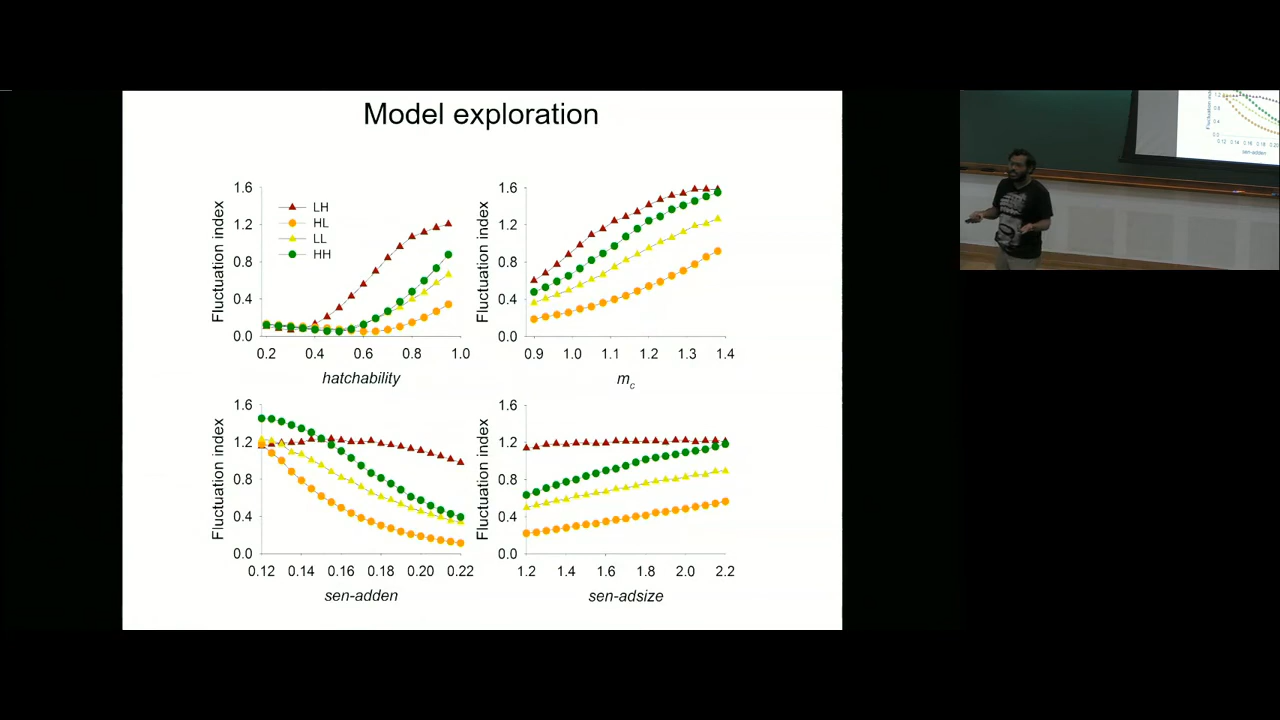 Model exploration
1.6
1.2
0.8
0.4
0.0
Fluctuation index
LH
HL
LL
HH
0.2 0.4 0.6 0.8 1.0
hatchability
1.6
1.2
0.8
0.4
0.0
Fluctuation index
0.9 1.0 1.1 1.2 1.3 1.4
mc
1.6
1.2
0.8
0.4
0.0
Fluctuation index
0.12 0.14 0.16 0.18 0.20 0.22
sen-adden
1.6
1.2
0.8
0.4
0.0
Fluctuation index
1.2 1.4 1.6 1.8 2.0 2.2
sen-adsize
sen-adden